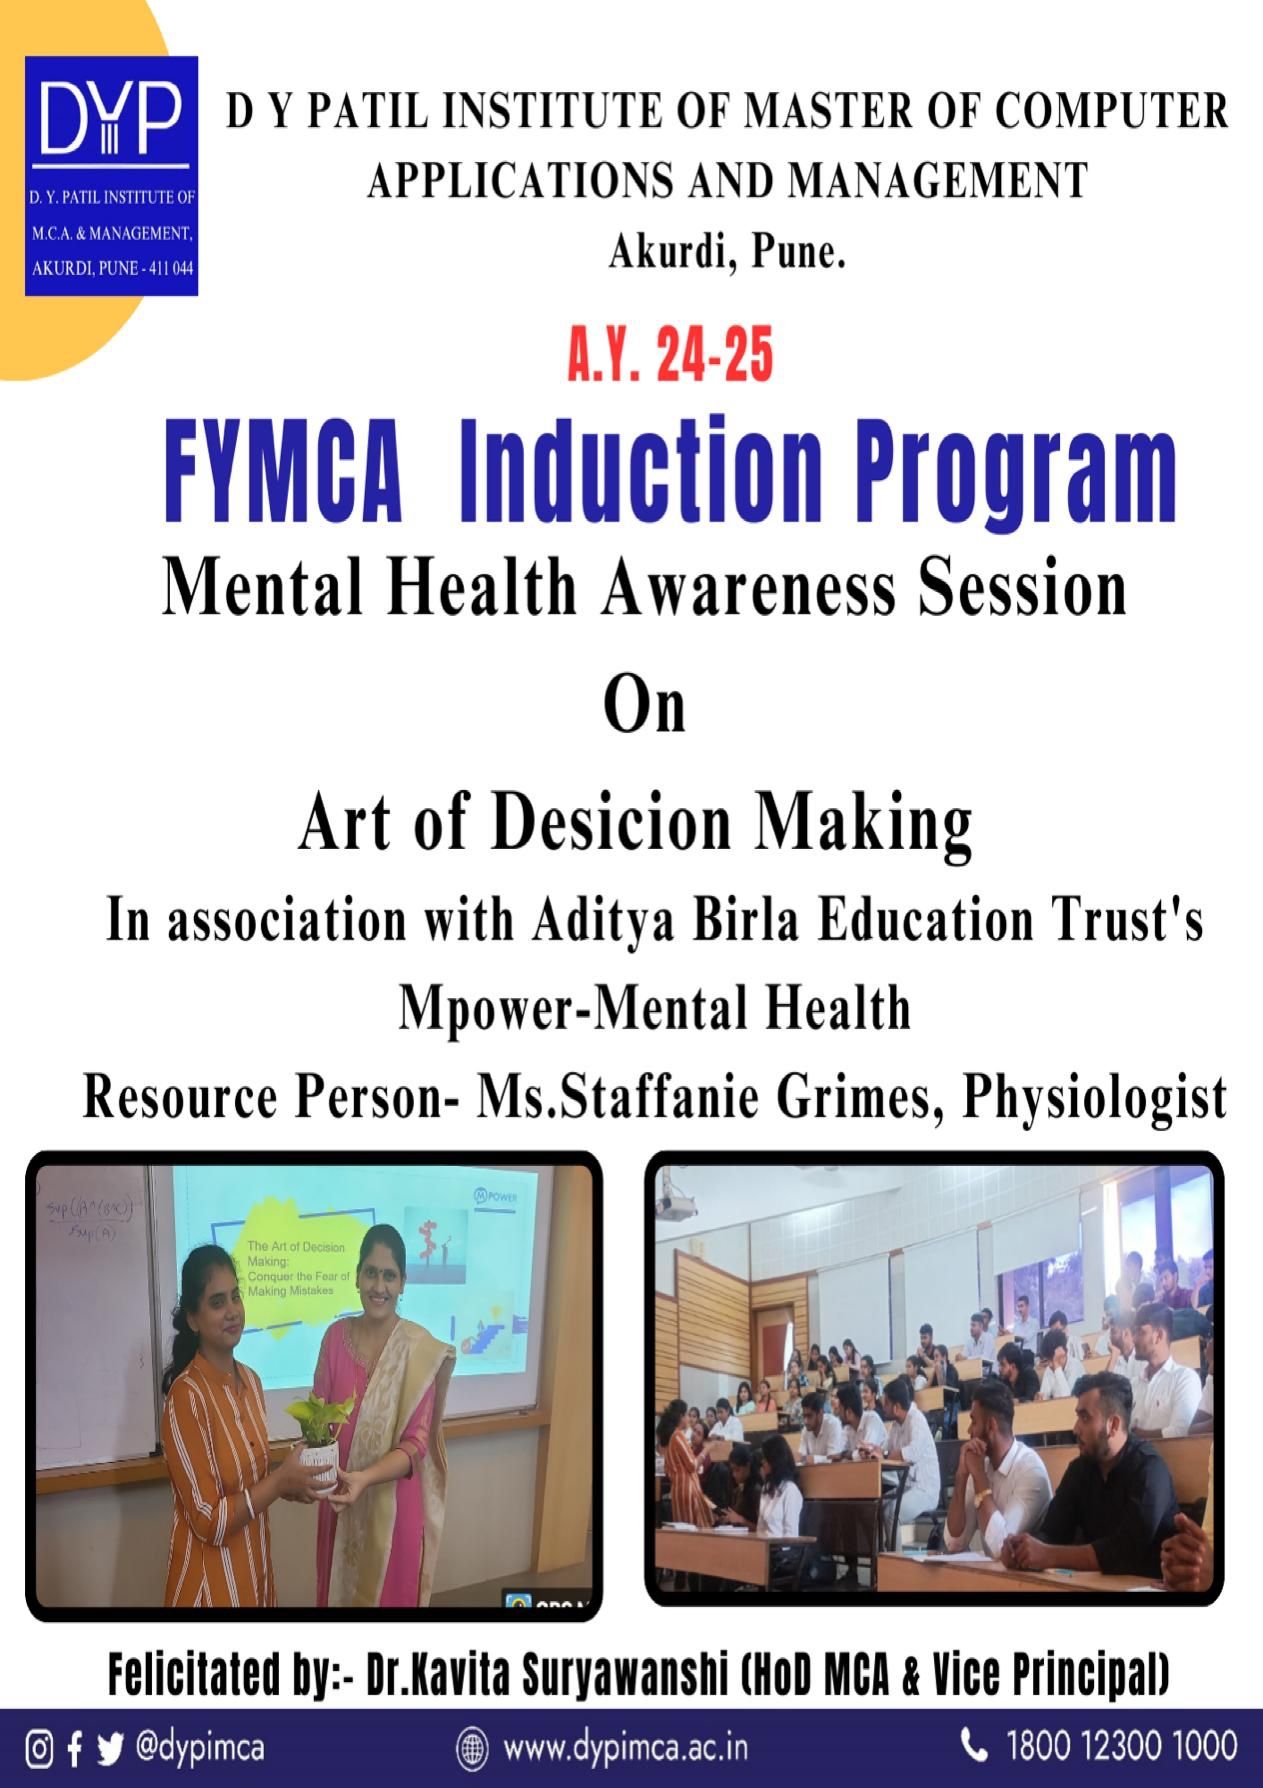 DYP
D. Y. PATIL INSTITUTE OF
M.C.A. & MANAGEMENT,
AKURDI, PUNE - 411 044
D Y PATIL INSTITUTE OF MASTER OF COMPUTER
APPLICATIONS AND MANAGEMENT
Akurdi, Pune.
A.Y. 24-25
FYMCA Induction Program
Mental Health Awareness Session
On
Art of Desicion Making
In association with Aditya Birla Education Trust's
Mpower-Mental Health
Resource Person- Ms.Staffanie Grimes, Physiologist
MPOWER
The Art of Decision
Making:
Conquer the Fear of
Making Mistakes
Sup(A)
Felicitated by:- Dr.Kavita Suryawanshi (HoD MCA & Vice Principal)
@dypimca
www.dypimca.ac.in
1800 12300 1000